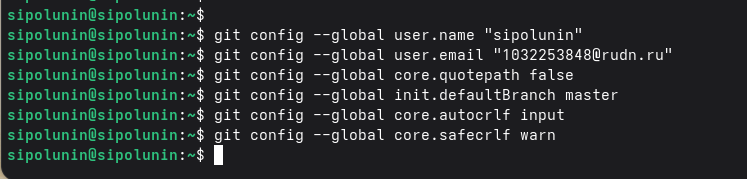 sipolunin@sipolunin:~$
sipolunin@sipolunin:~$ git config --global user.name "sipolunin"
sipolunin@sipolunin:~$ git config --global user.email "1032253848@rudn.ru"
sipolunin@sipolunin:~$ git config --global core.quotepath false
sipolunin@sipolunin:~$ git config --global init.defaultBranch master
sipolunin@sipolunin:~$ git config --global core.autocrlf input
sipolunin@sipolunin:~$ git config --global core.safecrlf warn
sipolunin@sipolunin:~$